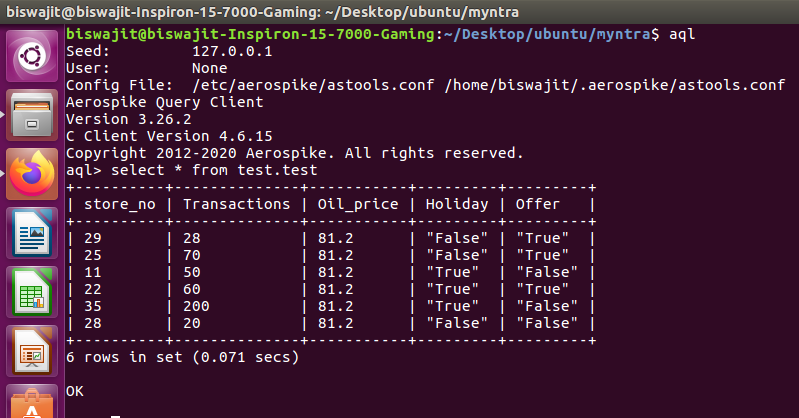 biswajit@biswajit-Inspiron-15-7000-Gaming: ~/Desktop/ubuntu/myntra
biswajit@biswajit-Inspiron-15-7000-Gaming:~/Desktop/ubuntu/myntra$ aql
Seed:         127.0.0.1
User:         None
Config File:  /etc/aerospike/astools.conf /home/biswajit/.aerospike/astools.conf
Aerospike Query Client
Version 3.26.2
C Client Version 4.6.15
Copyright 2012-2020 Aerospike. All rights reserved.
aql> select * from test.test
+----------+--------------+-----------+---------+---------+
| store_no | Transactions | Oil_price | Holiday | Offer   |
+----------+--------------+-----------+---------+---------+
| 29       | 28           | 81.2      | "False" | "True"  |
| 25       | 70           | 81.2      | "False" | "True"  |
| 11       | 50           | 81.2      | "True"  | "False" |
| 22       | 60           | 81.2      | "True"  | "True"  |
| 35       | 200          | 81.2      | "True"  | "False" |
| 28       | 20           | 81.2      | "False" | "False" |
+----------+--------------+-----------+---------+---------+
6 rows in set (0.071 secs)
OK